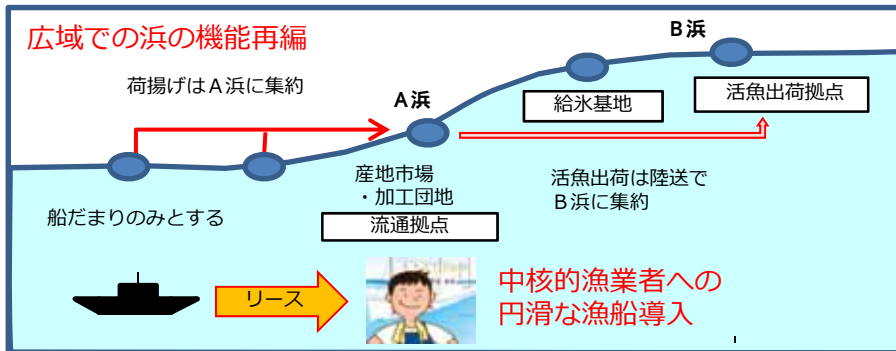 広域での浜の機能再編
荷揚げはＡ浜に集約
Ａ浜
Ｂ浜
給氷基地
活魚出荷拠点
産地市場
・加工団地
流通拠点
活魚出荷は陸送で
Ｂ浜に集約
船だまりのみとする
リース
中核的漁業者への
円滑な漁船導入